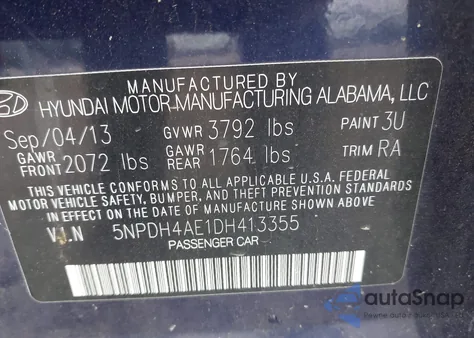 MANUFACTURED BY
HYUNDAI MOTOR MANUFACTURING ALABAMA, LLC
Sep/04/13 GVWR 3792 lbs PAINT 3U
GAWR FRONT 2072 lbs GAWR REAR 1764 lbs TRIM RA
THIS VEHICLE CONFORMS TO ALL APPLICABLE U.S.A. FEDERAL
MOTOR VEHICLE SAFETY, BUMPER, AND THEFT PREVENTION STANDARDS
IN EFFECT ON THE DATE OF MANUFACTURE SHOWN ABOVE
V.I.N 5NPDH4AE1DH413355
PASSENGER CAR
autoSnap